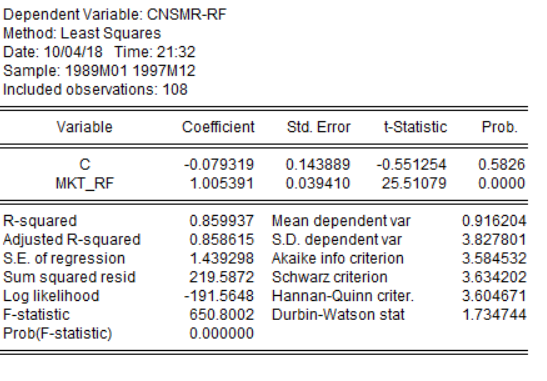 Dependent Variable: CNSMR-RF
Method: Least Squares
Date: 10/04/18 Time: 21:32
Sample: 1989M01 1997M12
Included observations: 108
Variable Coefficient Std. Error t-Statistic Prob.
C -0.079319 0.143889 -0.551254 0.5826
MKT_RF 1.005391 0.039410 25.51079 0.0000
R-squared 0.859937 Mean dependent var 0.916204
Adjusted R-squared 0.858615 S.D. dependent var 3.827801
S.E. of regression 1.439298 Akaike info criterion 3.584532
Sum squared resid 219.5872 Schwarz criterion 3.634202
Log likelihood -191.5648 Hannan-Quinn criter. 3.604671
F-statistic 650.8002 Durbin-Watson stat 1.734744
Prob(F-statistic) 0.000000